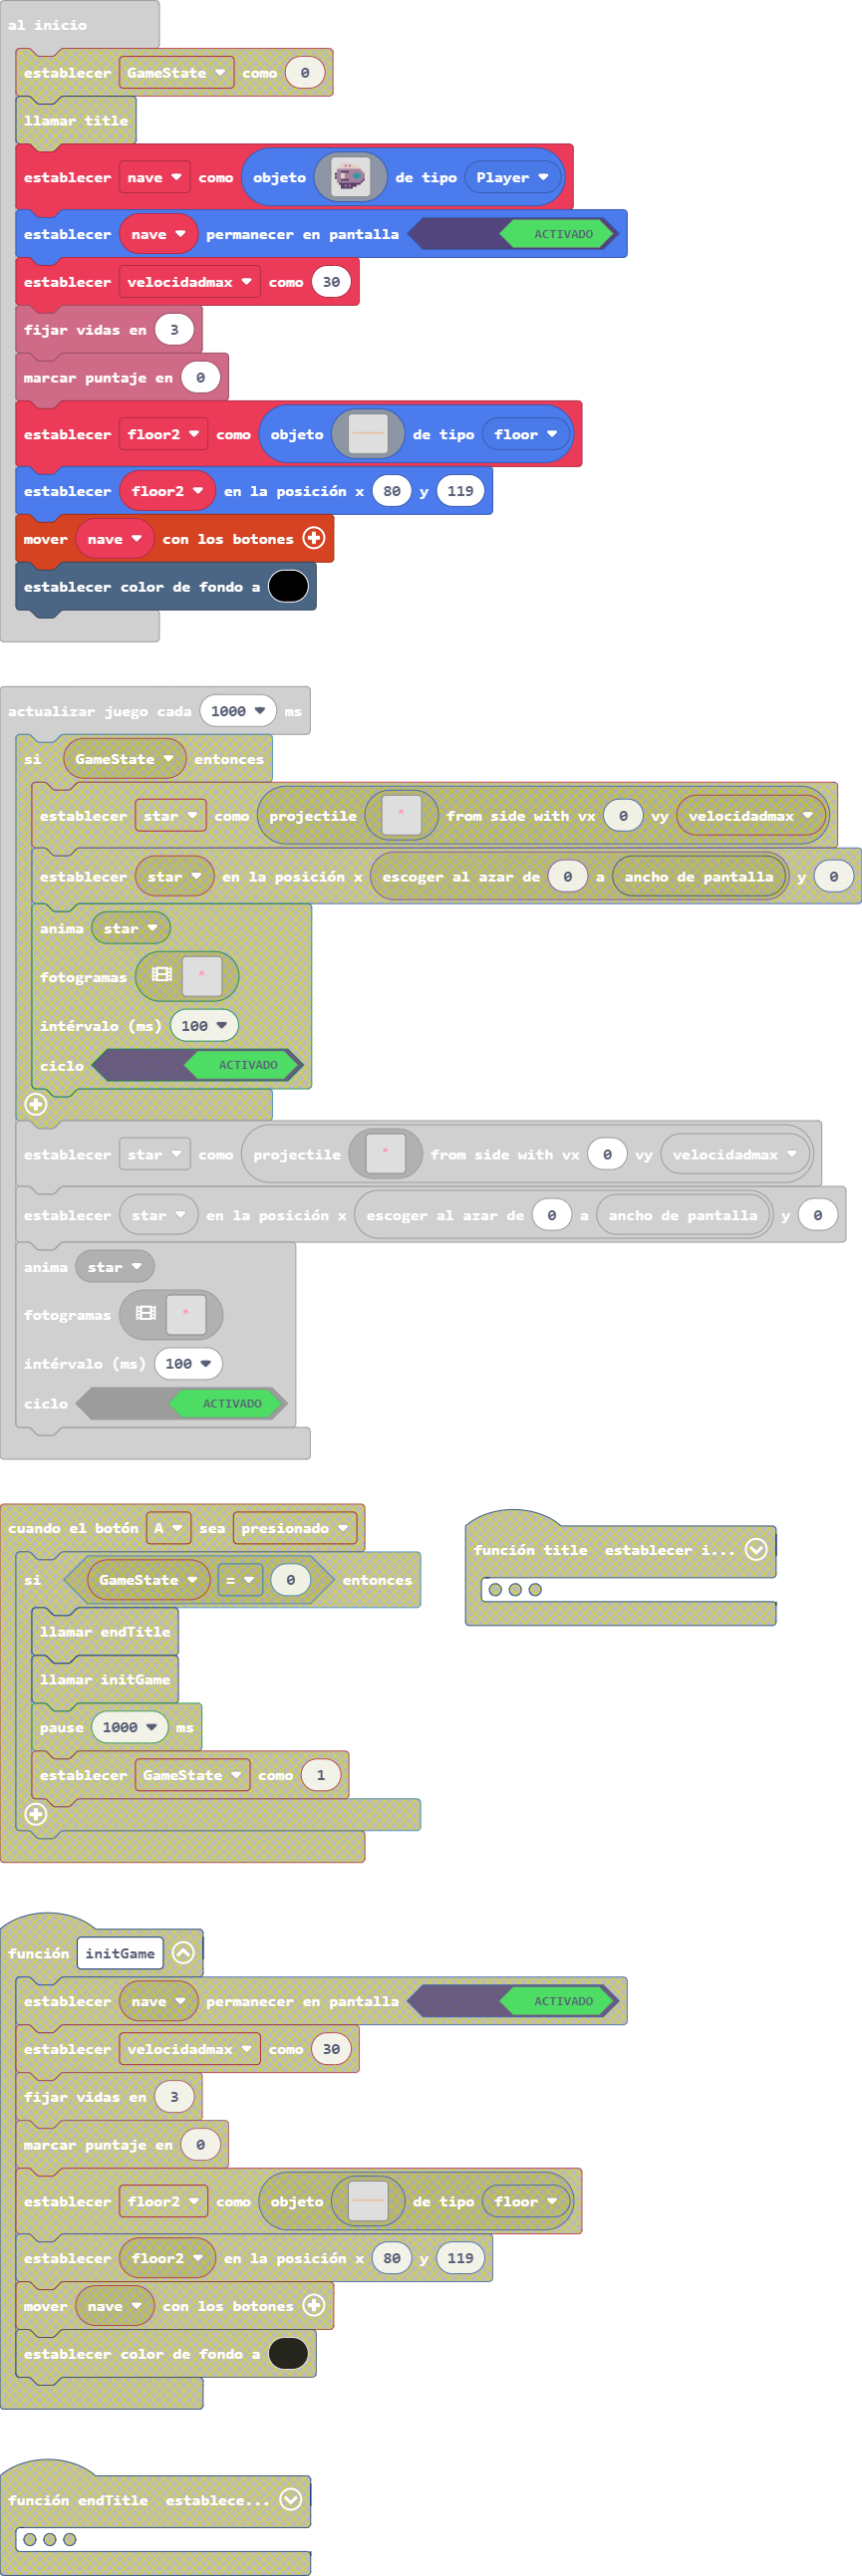 al inicio
establecer GameState como 0
llamar title
establecer nave como objeto de tipo Player
establecer nave permanecer en pantalla ACTIVADO
establecer velocidadmax como 30
fijar vidas en 3
marcar puntaje en 0
establecer floor2 como objeto de tipo floor
establecer floor2 en la posición x 80 y 119
mover nave con los botones
establecer color de fondo a
actualizar juego cada 1000 ms
si GameState entonces
establecer star como projectile from side with vx 0 vy velocidadmax
establecer star en la posición x escoger al azar de 0 a ancho de pantalla y 0
anima star
fotogramas
intérvalo (ms) 100
ciclo ACTIVADO
establecer star como projectile from side with vx 0 vy velocidadmax
establecer star en la posición x escoger al azar de 0 a ancho de pantalla y 0
anima star
fotogramas
intérvalo (ms) 100
ciclo ACTIVADO
cuando el botón A sea presionado
si GameState = 0 entonces
llamar endTitle
llamar initGame
pause 1000 ms
establecer GameState como 1
función title establecer i...
función initGame
establecer nave permanecer en pantalla ACTIVADO
establecer velocidadmax como 30
fijar vidas en 3
marcar puntaje en 0
establecer floor2 como objeto de tipo floor
establecer floor2 en la posición x 80 y 119
mover nave con los botones
establecer color de fondo a
función endTitle establece...